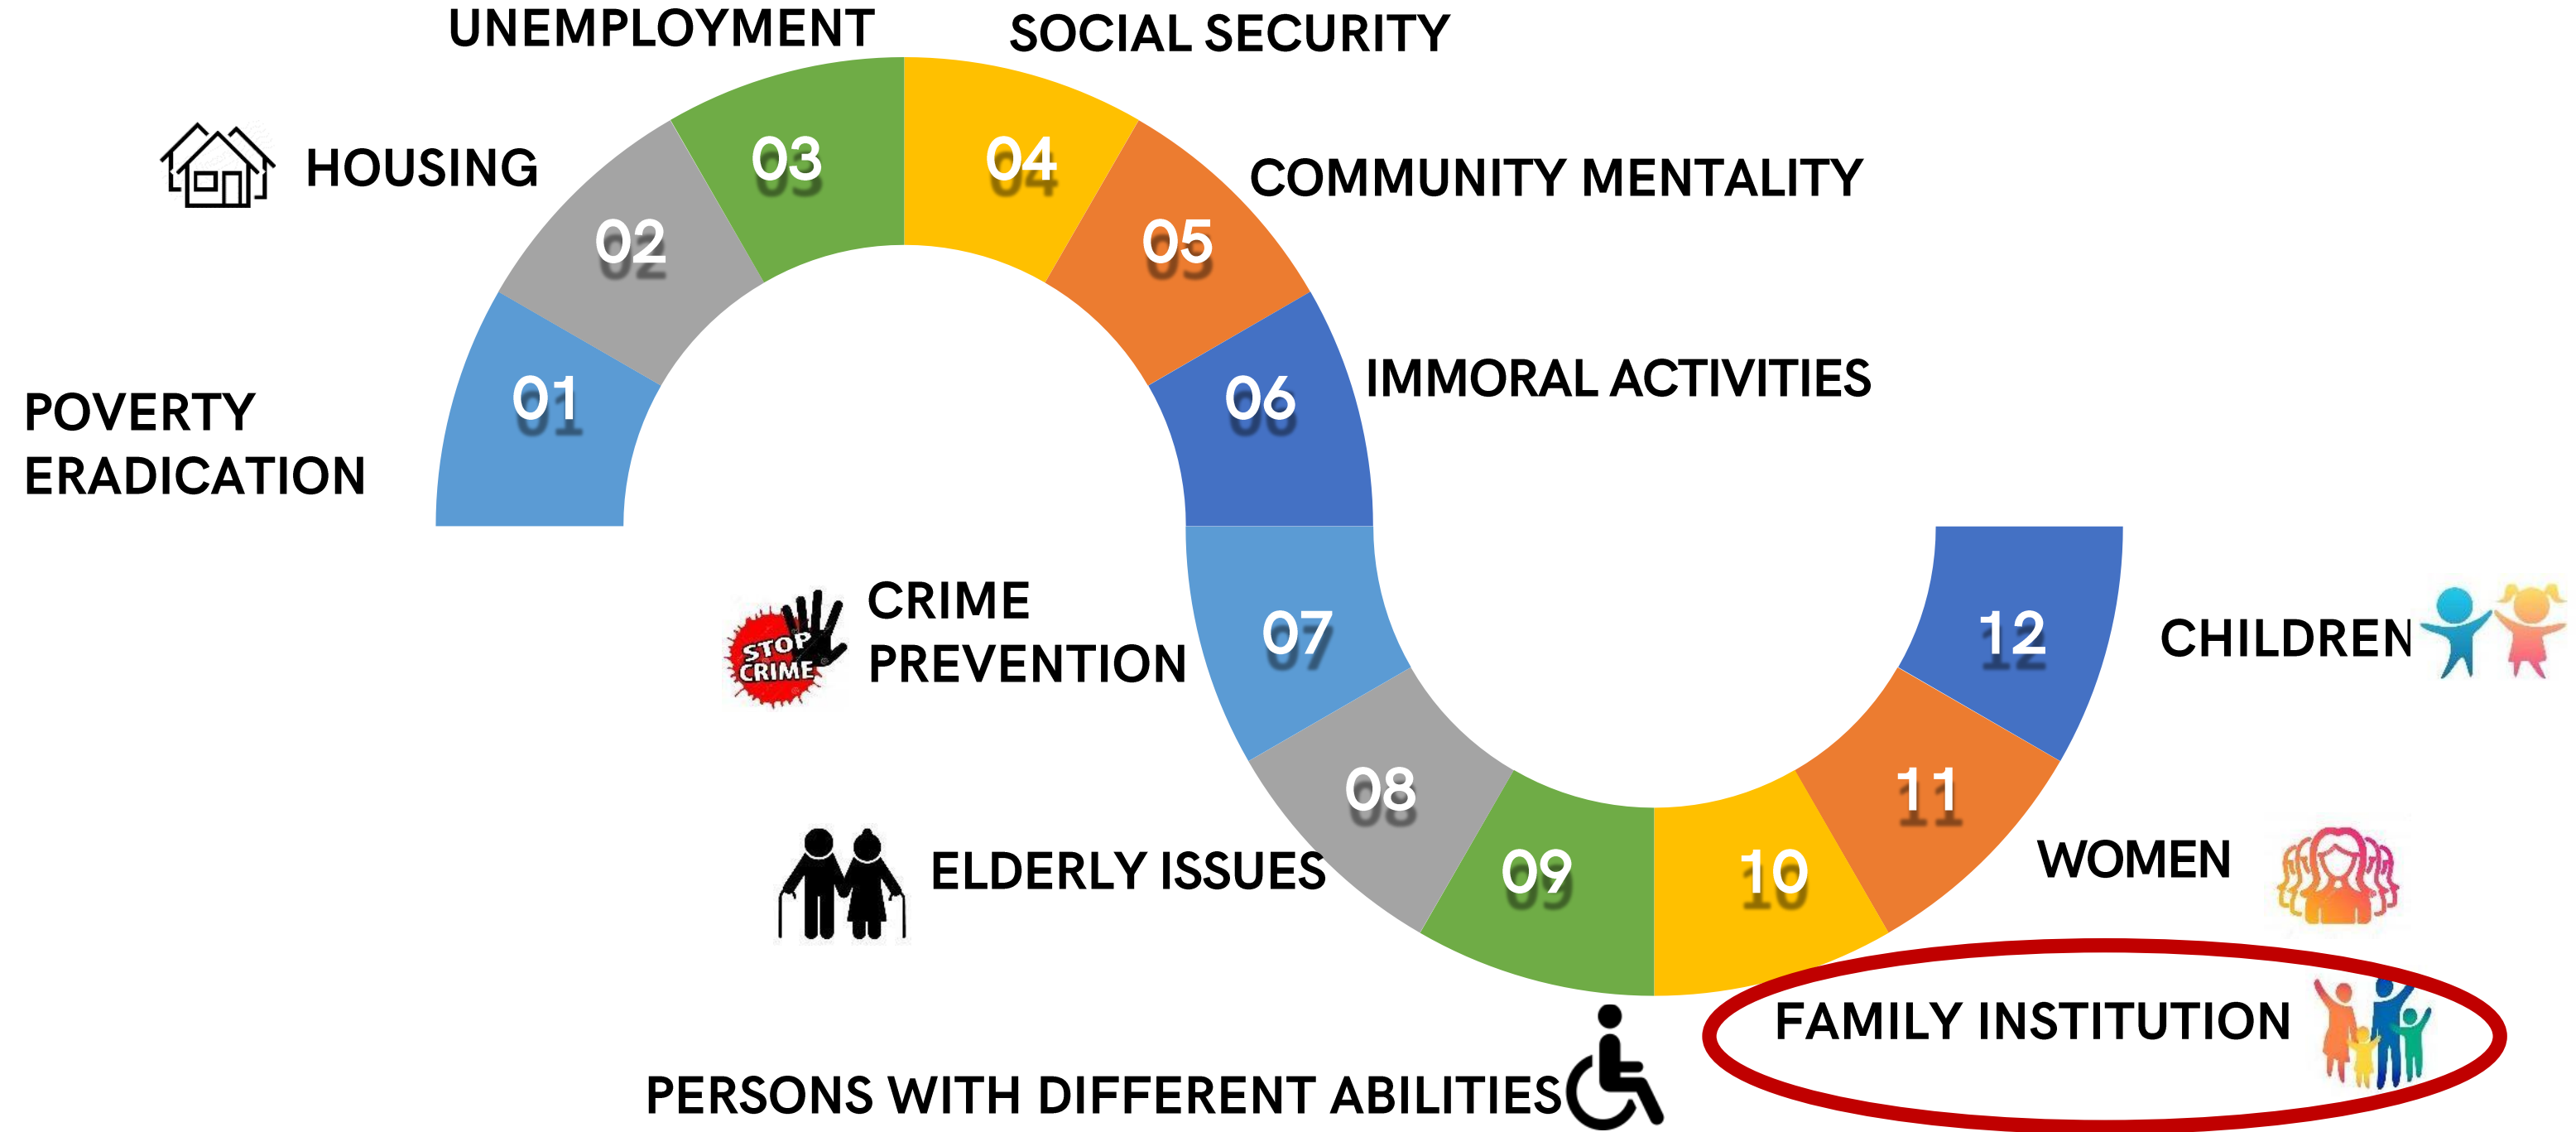 UNEMPLOYMENT
SOCIAL SECURITY
HOUSING
03
04
COMMUNITY MENTALITY
02
05
IMMORAL ACTIVITIES
01
06
POVERTY
ERADICATION
CRIME
PREVENTION
STOP
CRIME
07
12
CHILDREN
08
11
ELDERLY ISSUES
09
10
WOMEN
FAMILY INSTITUTION
PERSONS WITH DIFFERENT ABILITIES